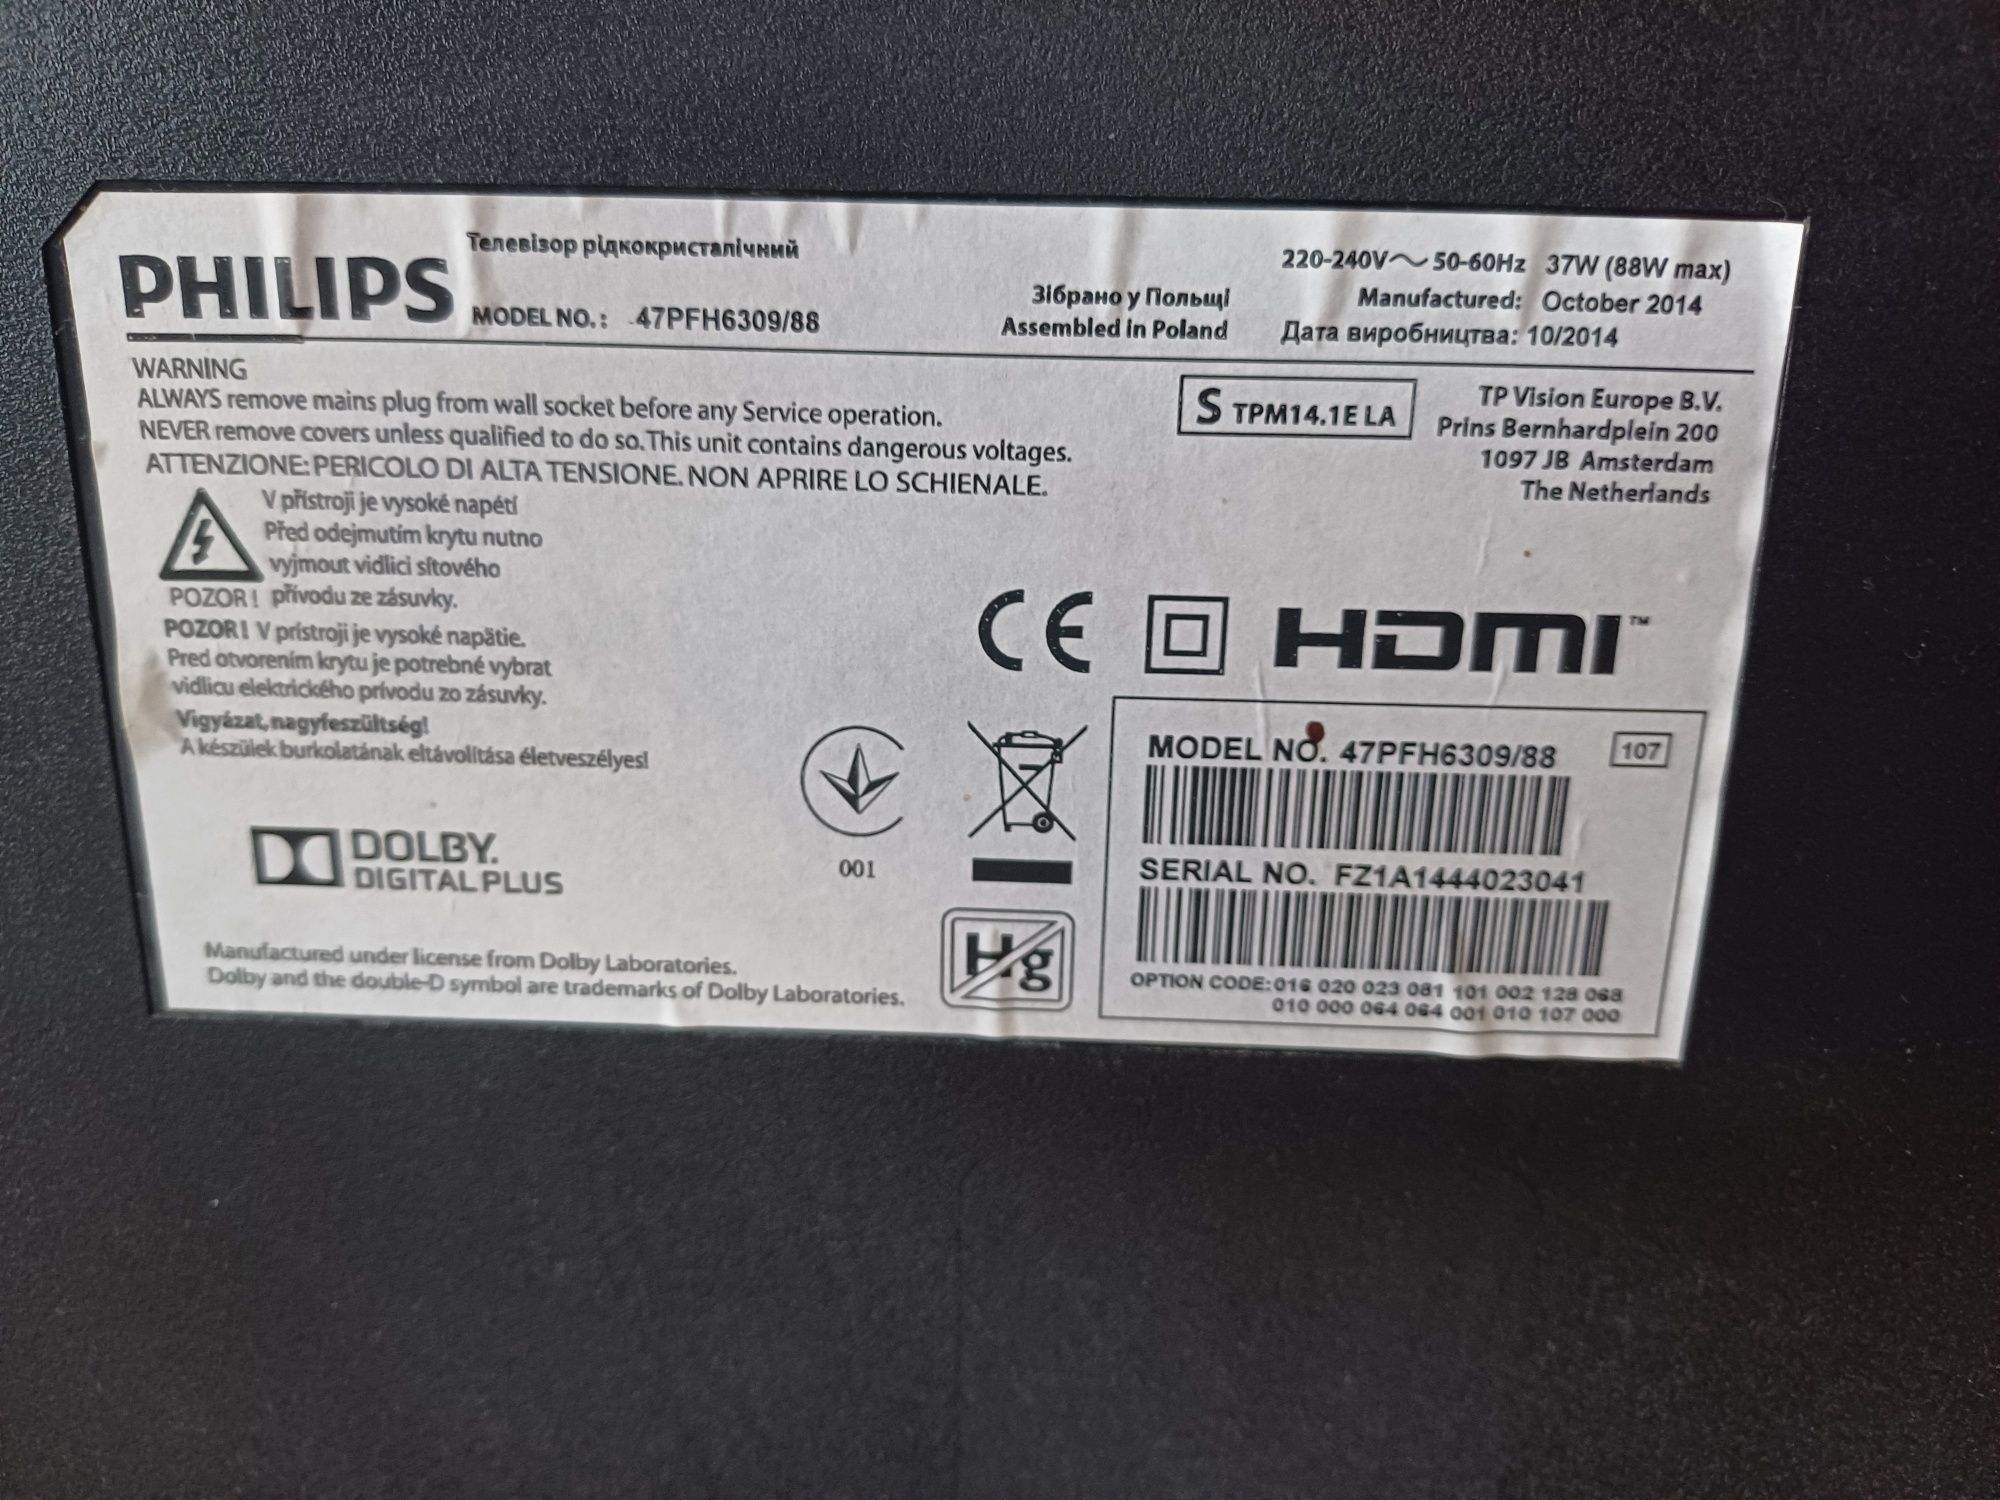 PHILIPS
Телевізор рідкокристалічний
MODEL NO.: 47PFH6309/88
Зібрано у Польщі
Assembled in Poland
220-240V~ 50-60Hz 37W (88W max)
Manufactured: October 2014
Дата виробництва: 10/2014
WARNING
ALWAYS remove mains plug from wall socket before any Service operation.
NEVER remove covers unless qualified to do so. This unit contains dangerous voltages.
ATTENZIONE: PERICOLO DI ALTA TENSIONE. NON APRIRE LO SCHIENALE.
S TPM14.1E LA
TP Vision Europe B.V.
Prins Bernhardplein 200
1097 JB Amsterdam
The Netherlands
V přístroji je vysoké napétí
Před odejmutím krytu nutno
vyjmout vidlici síťového
POZOR! přívodu ze zásuvky.
POZOR! V prístroji je vysoké napätie.
Pred otvorením krytu je potrebné vybrat
vidlicu elektrického prívodu zo zásuvky.
Vigyázat, nagyfeszültség!
A készülek burkolatának eltávolítása életveszélyes!
CE
HDMI™
DOLBY.
DIGITAL PLUS
001
Hg
Manufactured under license from Dolby Laboratories.
Dolby and the double-D symbol are trademarks of Dolby Laboratories.
MODEL NO. 47PFH6309/88
107
SERIAL NO. FZ1A1444023041
OPTION CODE: 016 020 023 081 101 002 128 068
010 000 064 064 001 010 107 000